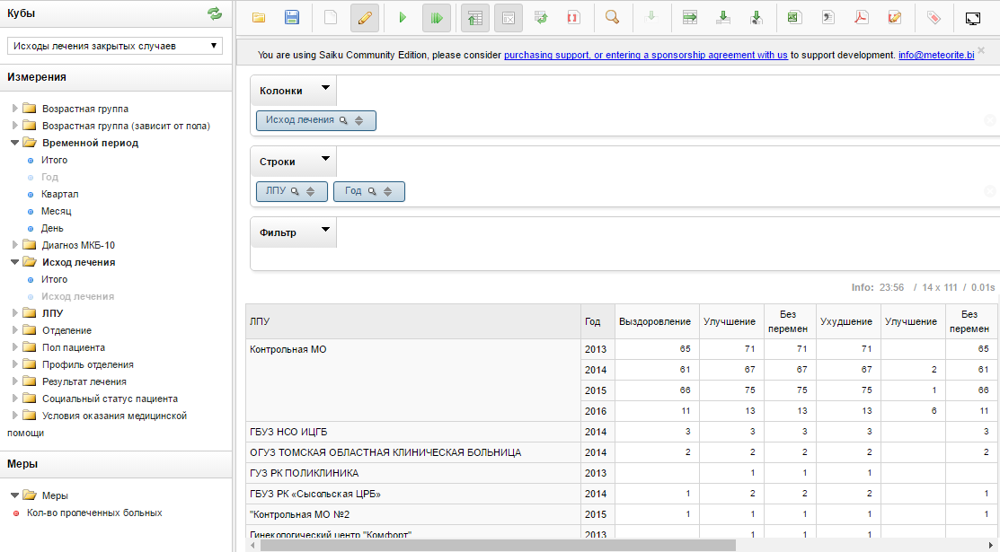 Кубы
Исходы лечения закрытых случаев
Измерения
Возрастная группа
Возрастная группа (зависит от пола)
Временной период
Итого
Год
Квартал
Месяц
День
Диагноз МКБ-10
Исход лечения
Итого
Исход лечения
ЛПУ
Отделение
Пол пациента
Профиль отделения
Результат лечения
Социальный статус пациента
Условия оказания медицинской
помощи
Меры
Меры
Кол-во пролеченных больных
You are using Saiku Community Edition, please consider purchasing support, or entering a sponsorship agreement with us to support development. info@meteorite.bi
Колонки
Исход лечения
Строки
ЛПУ Год
Фильтр
Info: 23:56 / 14 x 111 / 0.01s
ЛПУ Год Выздоровление Улучшение Без перемен Ухудшение Улучшение Без перемен
Контрольная МО 2013 65 71 71 71 65
2014 61 67 67 67 2 61
2015 66 75 75 75 1 66
2016 11 13 13 13 6 11
ГБУЗ НСО ИЦГБ 2014 3 3 3 3 3
ОГУЗ ТОМСКАЯ ОБЛАСТНАЯ КЛИНИЧЕСКАЯ БОЛЬНИЦА 2014 2 2 2 2 2
ГУЗ РК ПОЛИКЛИНИКА 2013 1 1 1
ГБУЗ РК «Сысольская ЦРБ» 2014 1 2 2 2 1
"Контрольная МО №2 2015 1 1 1 1 1
Гинекологический центр "Комфорт" 2013 1 1 1